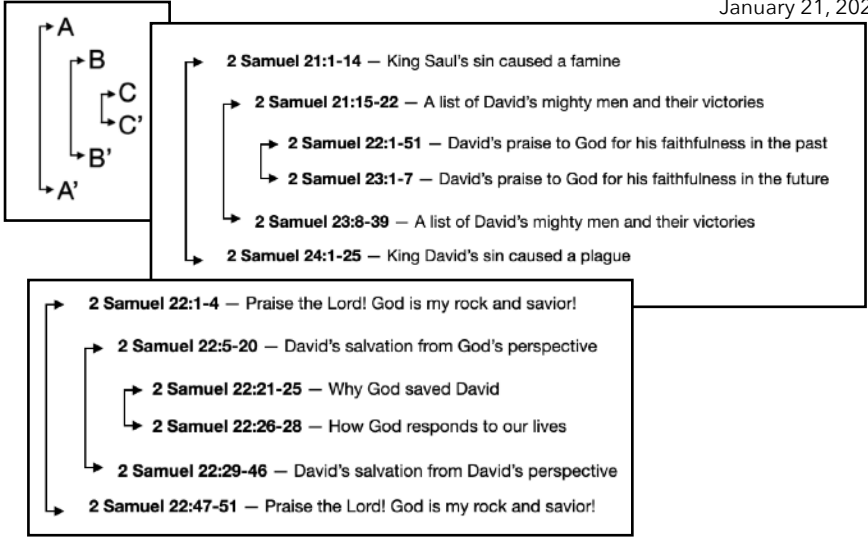 January 21, 202
A
B
C
C'
B'
A'
2 Samuel 21:1-14 — King Saul's sin caused a famine
2 Samuel 21:15-22 — A list of David's mighty men and their victories
2 Samuel 22:1-51 — David's praise to God for his faithfulness in the past
2 Samuel 23:1-7 — David's praise to God for his faithfulness in the future
2 Samuel 23:8-39 — A list of David's mighty men and their victories
2 Samuel 24:1-25 — King David's sin caused a plague
2 Samuel 22:1-4 — Praise the Lord! God is my rock and savior!
2 Samuel 22:5-20 — David's salvation from God's perspective
2 Samuel 22:21-25 — Why God saved David
2 Samuel 22:26-28 — How God responds to our lives
2 Samuel 22:29-46 — David's salvation from David's perspective
2 Samuel 22:47-51 — Praise the Lord! God is my rock and savior!